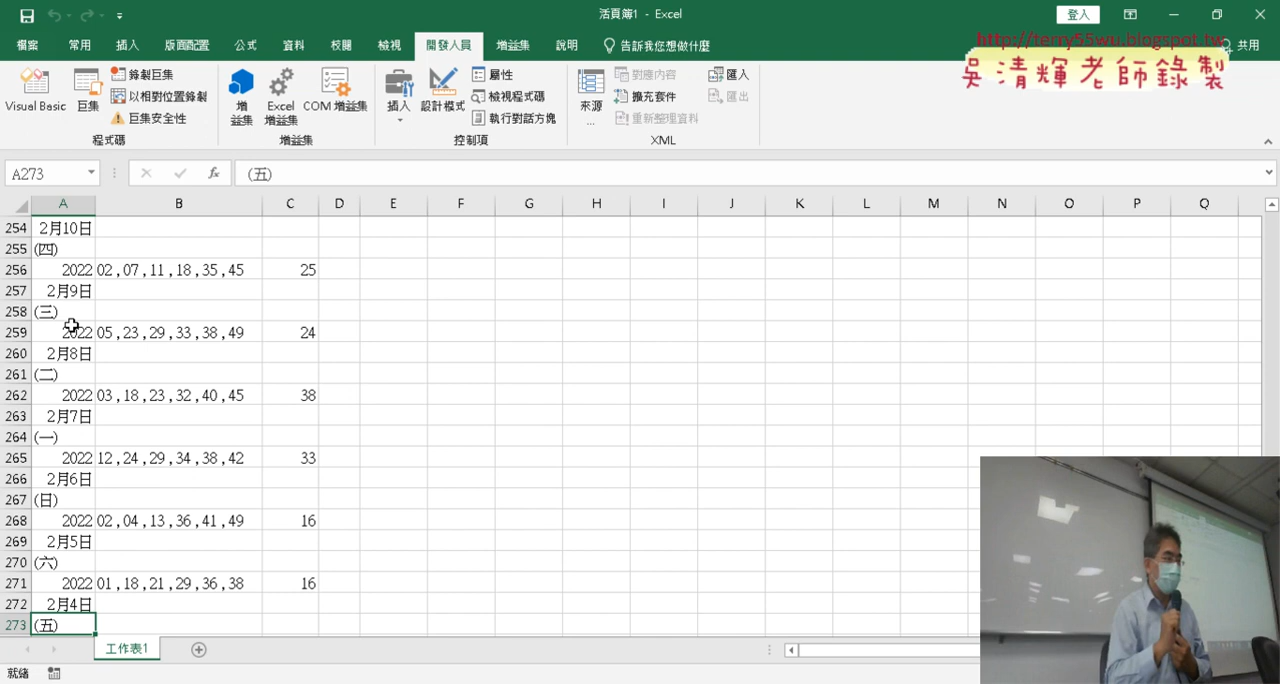 活頁簿1 - Excel
登入
檔案 常用 插入 版面配置 公式 資料 校閱 檢視 開發人員 增益集 說明 告訴我您想做什麼 共用
http://terry55wu.blogspot.tw
吳清輝老師錄製
Visual Basic 巨集 錄製巨集 以相對位置錄製 巨集安全性
程式碼
增益集 Excel 增益集 COM 增益集
增益集
插入 設計模式 屬性 檢視程式碼 執行對話方塊
控制項
來源 ... 對應內容 擴充套件 重新整理資料 匯入 匯出
XML
A273 fx (五)
A B C D E F G H I J K L M N O P Q
254 2月10日
255 (四)
256 2022 02,07,11,18,35,45 25
257 2月9日
258 (三)
259 2022 05,23,29,33,38,49 24
260 2月8日
261 (二)
262 2022 03,18,23,32,40,45 38
263 2月7日
264 (一)
265 2022 12,24,29,34,38,42 33
266 2月6日
267 (日)
268 2022 02,04,13,36,41,49 16
269 2月5日
270 (六)
271 2022 01,18,21,29,36,38 16
272 2月4日
273 (五)
工作表1
就緒